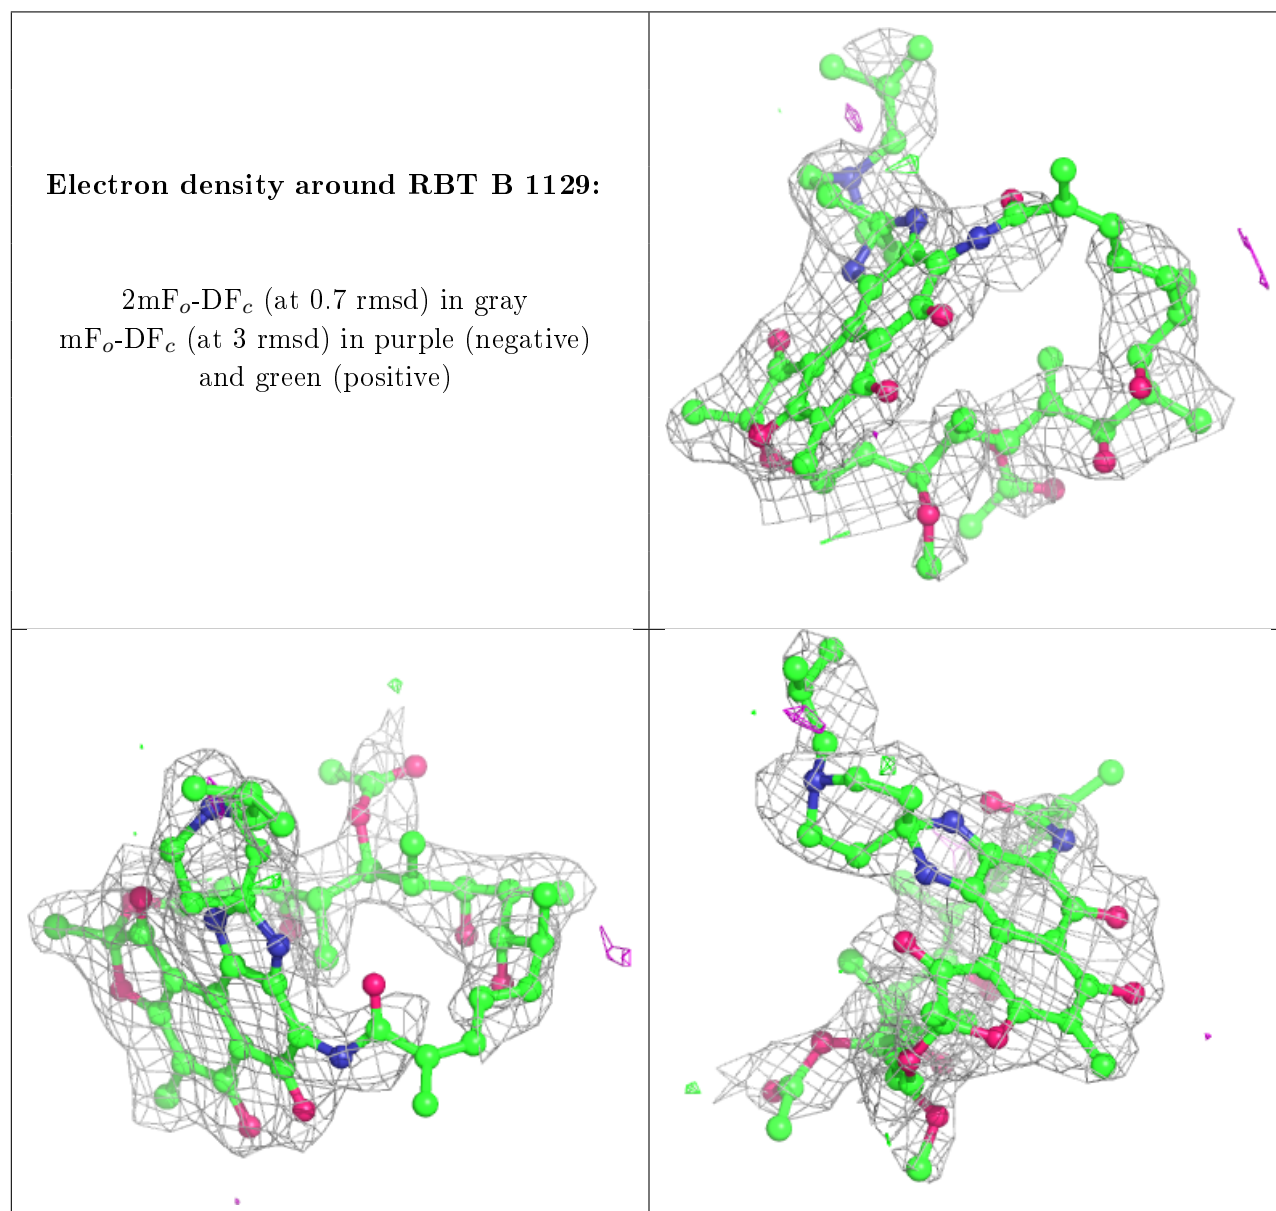 Electron density around RBT B 1129:
2mFo-DFc (at 0.7 rmsd) in gray
mFo-DFc (at 3 rmsd) in purple (negative)
and green (positive)